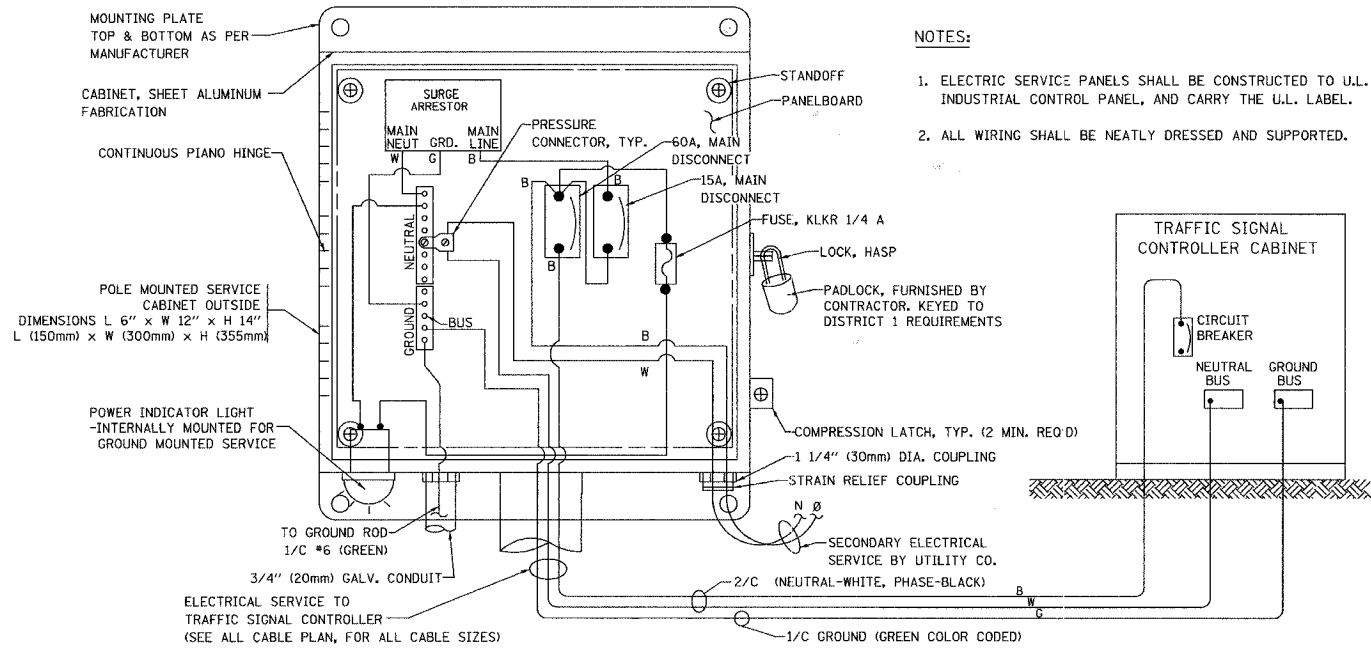 MOUNTING PLATE
TOP & BOTTOM AS PER
MANUFACTURER
CABINET, SHEET ALUMINUM
FABRICATION
CONTINUOUS PIANO HINGE
POLE MOUNTED SERVICE
CABINET OUTSIDE
DIMENSIONS L 6" x W 12" x H 14"
L (150mm) x W (300mm) x H (355mm)
POWER INDICATOR LIGHT
-INTERNALLY MOUNTED FOR
GROUND MOUNTED SERVICE
SURGE
ARRESTOR
MAIN
NEUT
GRD.
MAIN
LINE
W
G
B
NEUTRAL
GROUND
BUS
B
B
B
B
W
STANDOFF
PANELBOARD
PRESSURE
CONNECTOR, TYP.
60A, MAIN
DISCONNECT
15A, MAIN
DISCONNECT
FUSE, KLKR 1/4 A
LOCK, HASP
PADLOCK, FURNISHED BY
CONTRACTOR. KEYED TO
DISTRICT 1 REQUIREMENTS
COMPRESSION LATCH, TYP. (2 MIN. REQ'D)
1 1/4" (30mm) DIA. COUPLING
STRAIN RELIEF COUPLING
N Ø
SECONDARY ELECTRICAL
SERVICE BY UTILITY CO.
TO GROUND ROD
1/C #6 (GREEN)
3/4" (20mm) GALV. CONDUIT
ELECTRICAL SERVICE TO
TRAFFIC SIGNAL CONTROLLER
(SEE ALL CABLE PLAN, FOR ALL CABLE SIZES)
2/C (NEUTRAL-WHITE, PHASE-BLACK)
B
W
G
1/C GROUND (GREEN COLOR CODED)
NOTES:
1. ELECTRIC SERVICE PANELS SHALL BE CONSTRUCTED TO U.L.
INDUSTRIAL CONTROL PANEL, AND CARRY THE U.L. LABEL.
2. ALL WIRING SHALL BE NEATLY DRESSED AND SUPPORTED.
TRAFFIC SIGNAL
CONTROLLER CABINET
CIRCUIT
BREAKER
NEUTRAL
BUS
GROUND
BUS